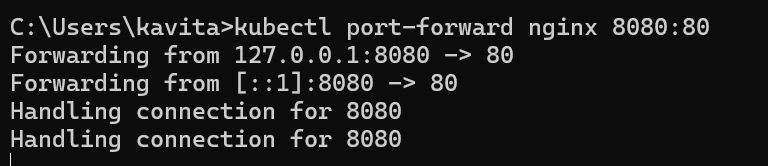 C:\Users\kavita>kubectl port-forward nginx 8080:80
Forwarding from 127.0.0.1:8080 -> 80
Forwarding from [::1]:8080 -> 80
Handling connection for 8080
Handling connection for 8080